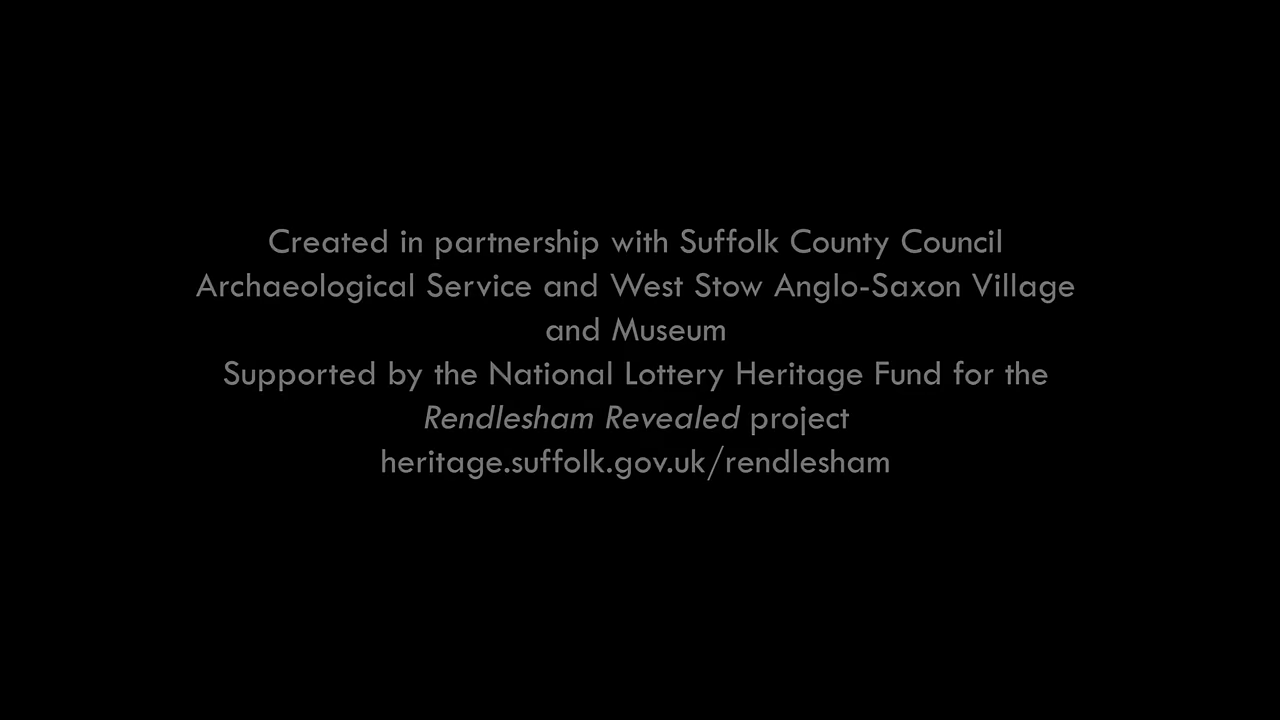 Created in partnership with Suffolk County Council
Archaeological Service and West Stow Anglo-Saxon Village
and Museum
Supported by the National Lottery Heritage Fund for the
Rendlesham Revealed project
heritage.suffolk.gov.uk/rendlesham